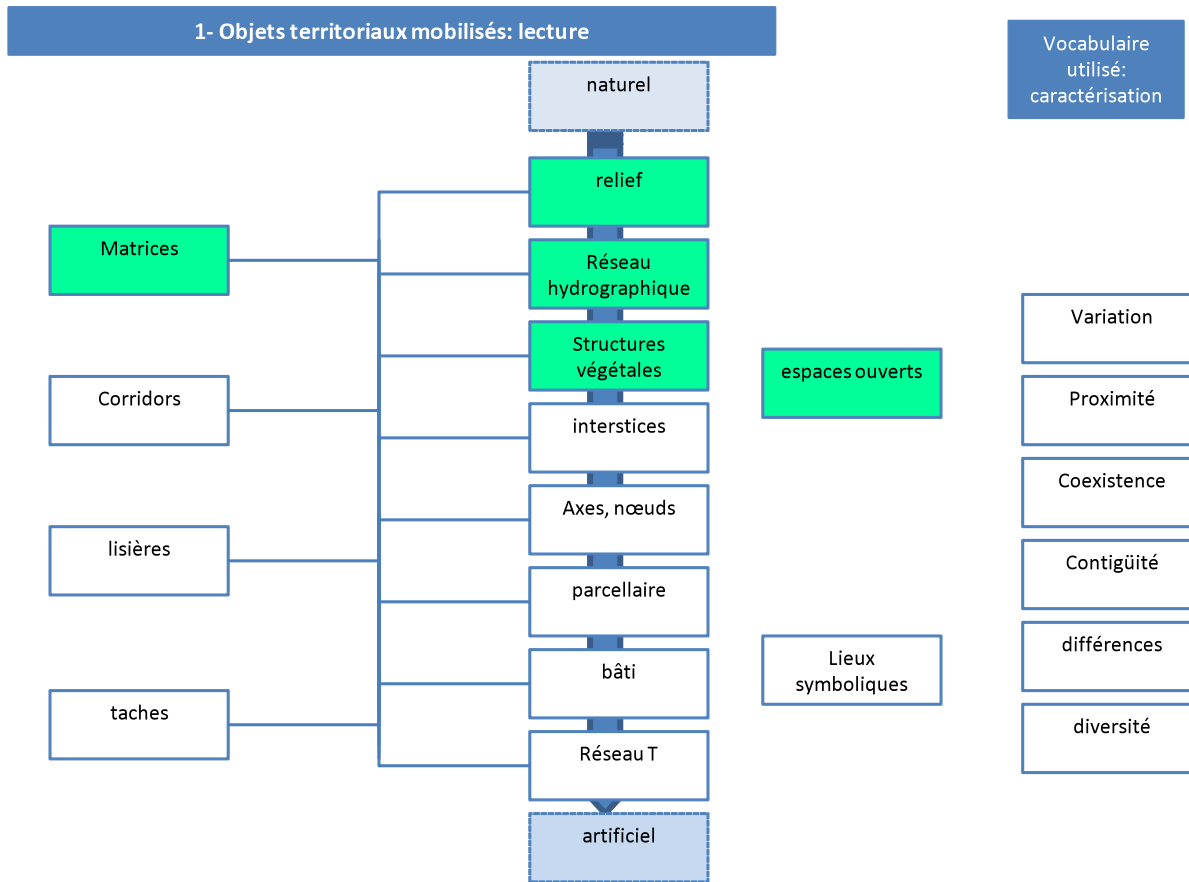 1- Objets territoriaux mobilisés: lecture
Vocabulaire
utilisé:
caractérisation
naturel
relief
Matrices
Réseau
hydrographique
Structures
végétales
espaces ouverts
Variation
Corridors
interstices
Proximité
Axes, nœuds
Coexistence
lisières
parcellaire
Contigüité
bâti
Lieux
symboliques
différences
taches
Réseau T
diversité
artificiel